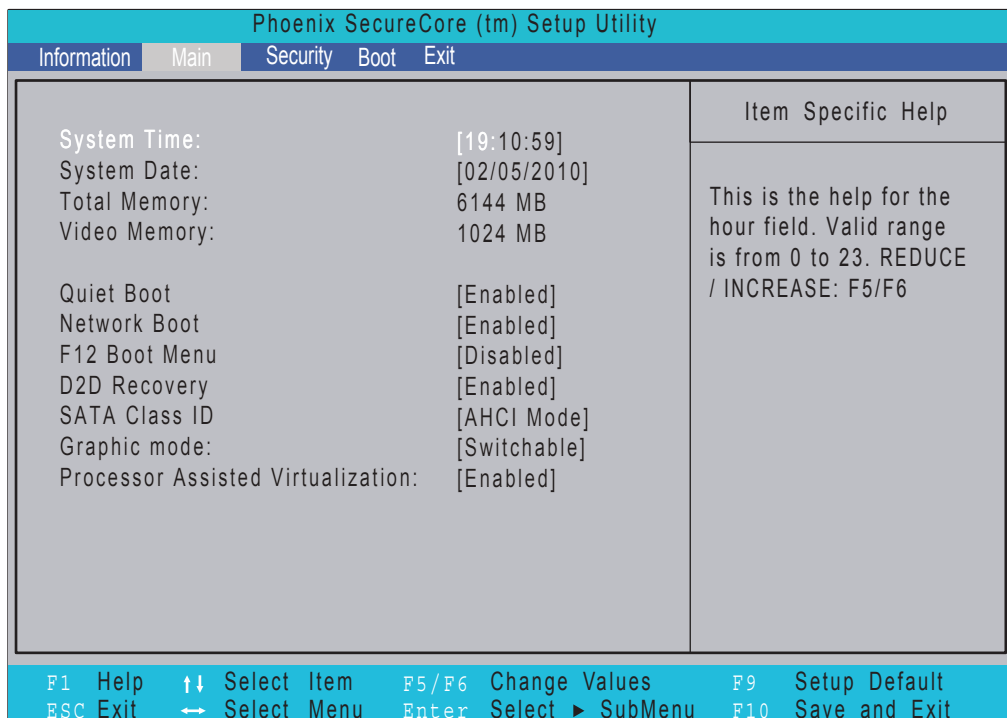 Phoenix SecureCore (tm) Setup Utility
Information Main Security Boot Exit
System Time: [19:10:59]
System Date: [02/05/2010]
Total Memory: 6144 MB
Video Memory: 1024 MB
Quiet Boot [Enabled]
Network Boot [Enabled]
F12 Boot Menu [Disabled]
D2D Recovery [Enabled]
SATA Class ID [AHCI Mode]
Graphic mode: [Switchable]
Processor Assisted Virtualization: [Enabled]
Item Specific Help
This is the help for the
hour field. Valid range
is from 0 to 23. REDUCE
/ INCREASE: F5/F6
F1 Help ↑↓ Select Item F5/F6 Change Values F9 Setup Default
ESC Exit ↔ Select Menu Enter Select ► SubMenu F10 Save and Exit